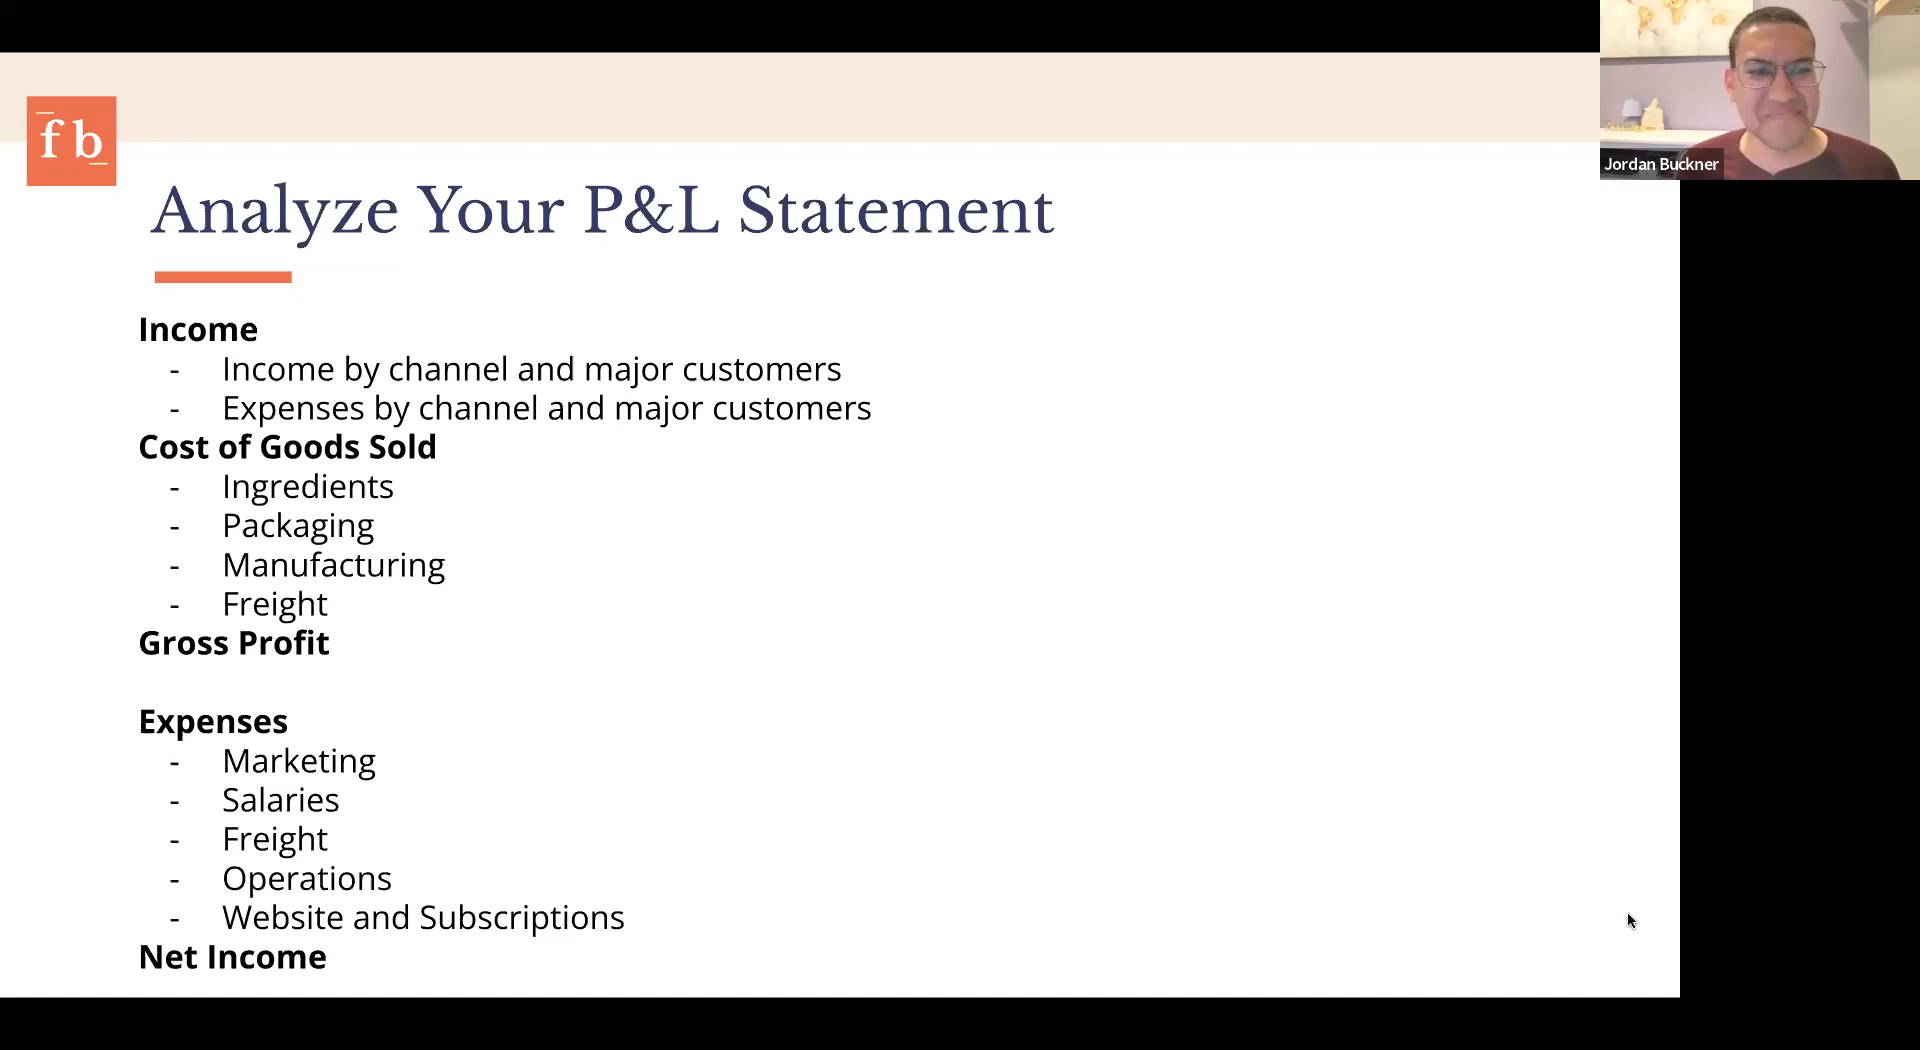 fb
Jordan Buckner
Analyze Your P&L Statement
Income
- Income by channel and major customers
- Expenses by channel and major customers
Cost of Goods Sold
- Ingredients
- Packaging
- Manufacturing
- Freight
Gross Profit
Expenses
- Marketing
- Salaries
- Freight
- Operations
- Website and Subscriptions
Net Income